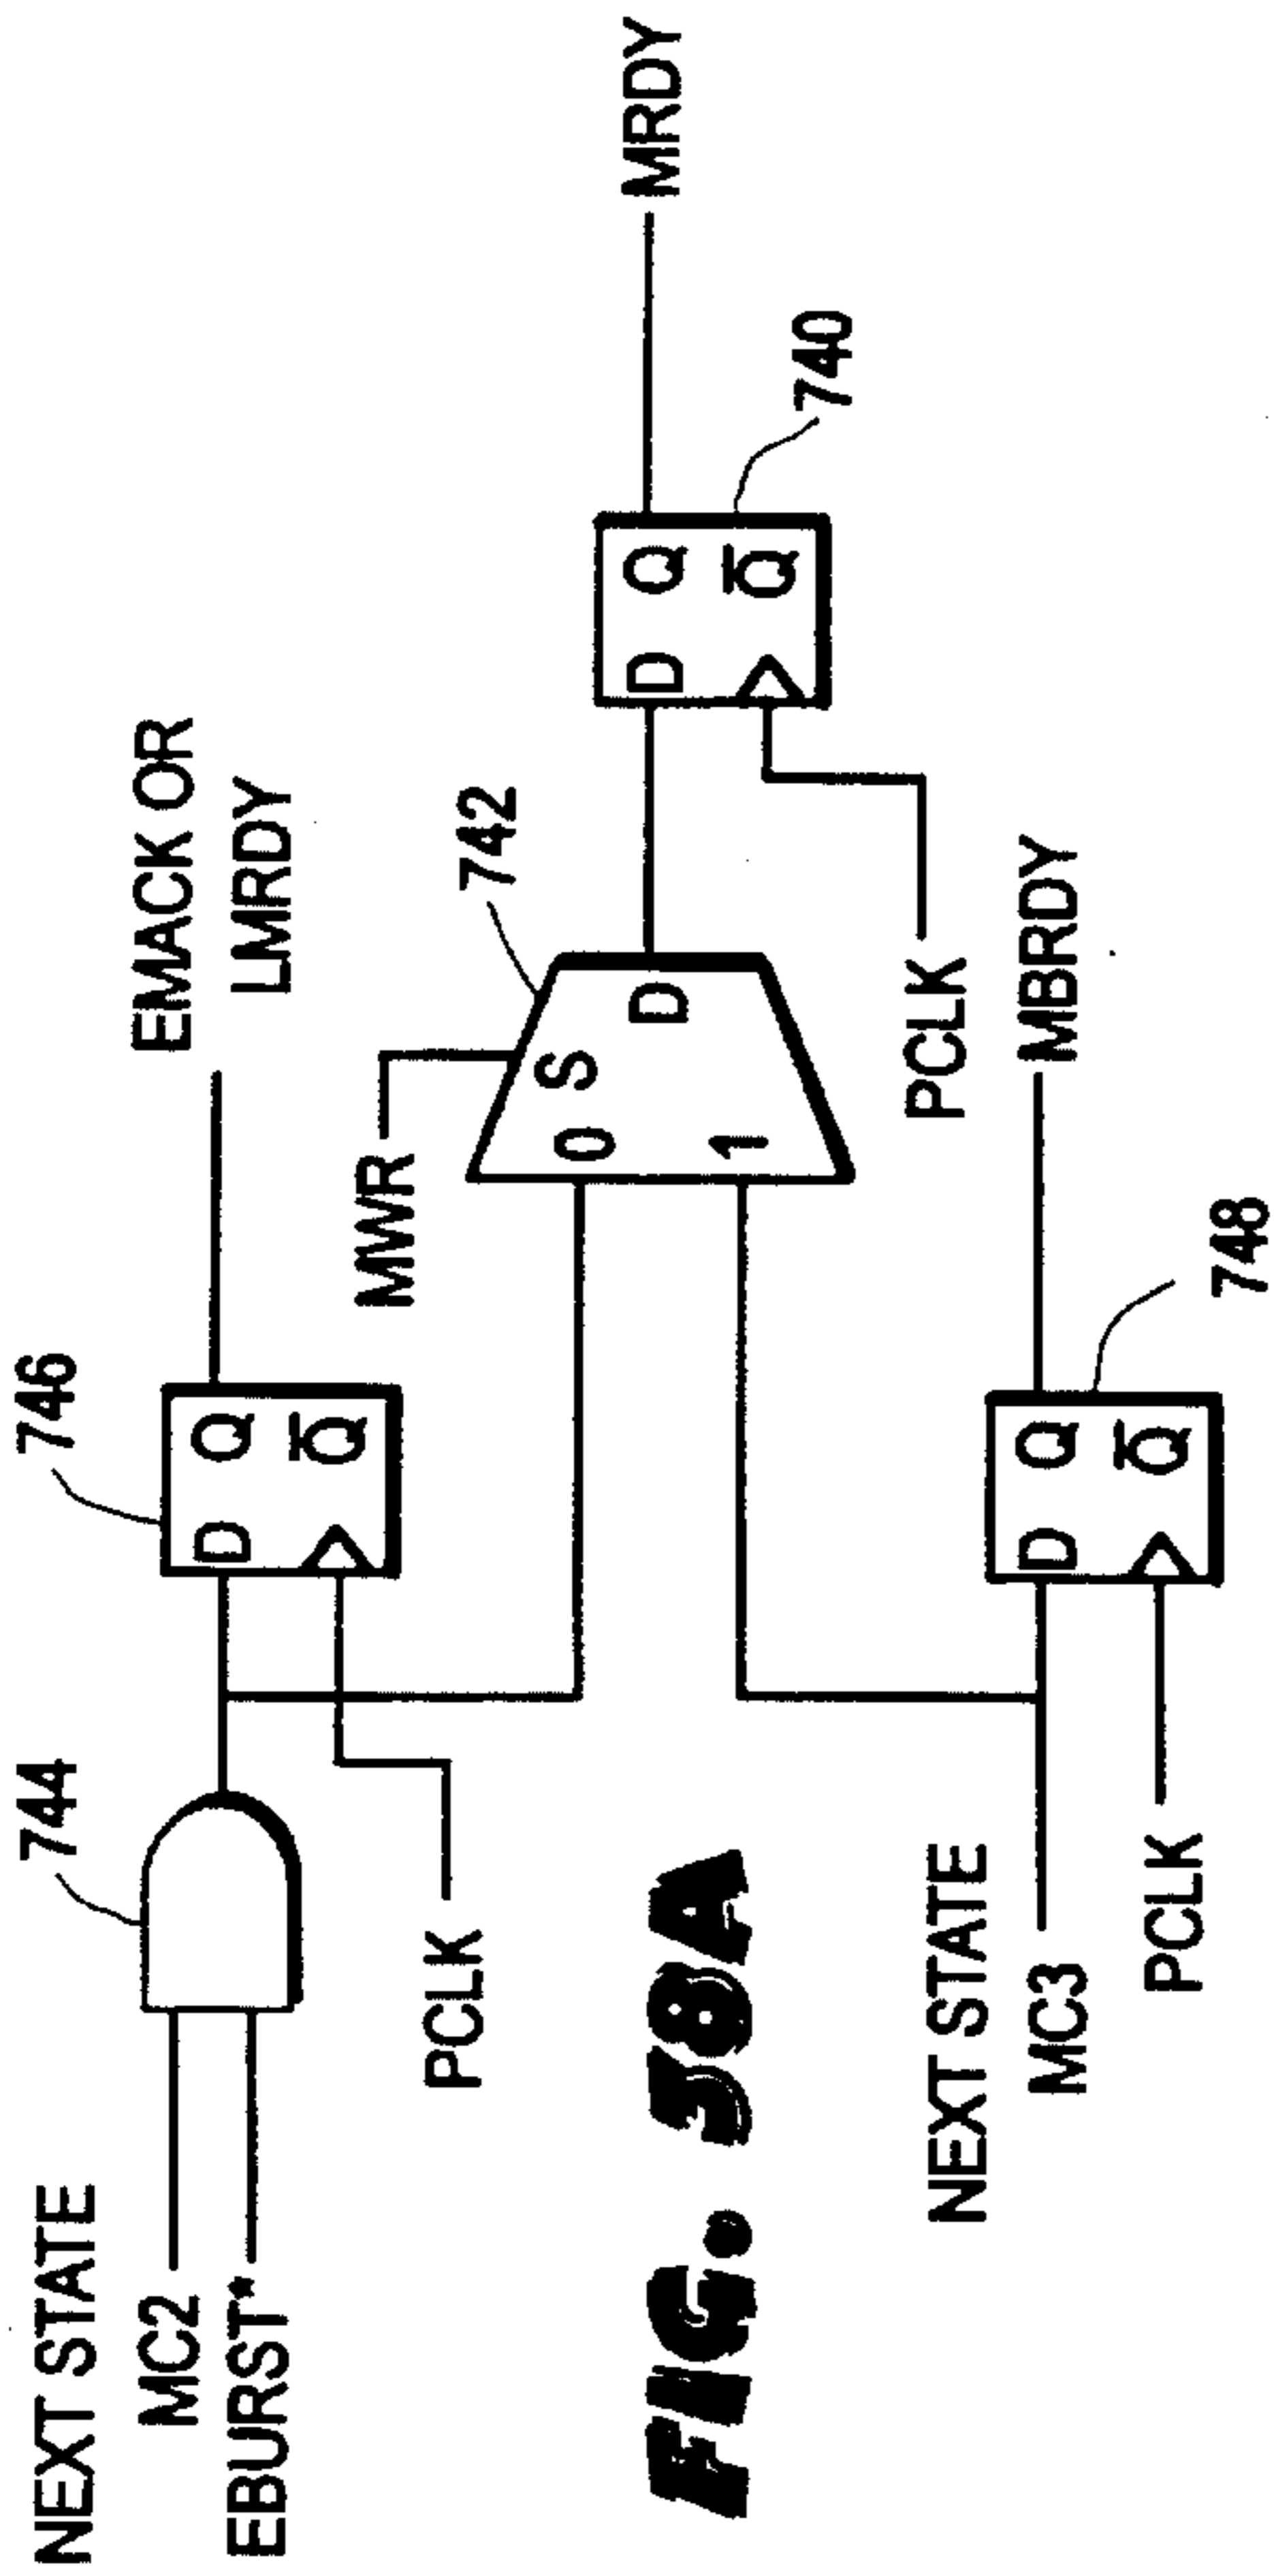 NEXT STATE
MC2
EBURST*
744
PCLK
746
D Q
Q
EMACK OR
LMRDY
MWR
742
0 S
D
1
PCLK
D Q
Q
740
MRDY
NEXT STATE
MC3
PCLK
D Q
Q
748
MBRDY
FIG. 38A